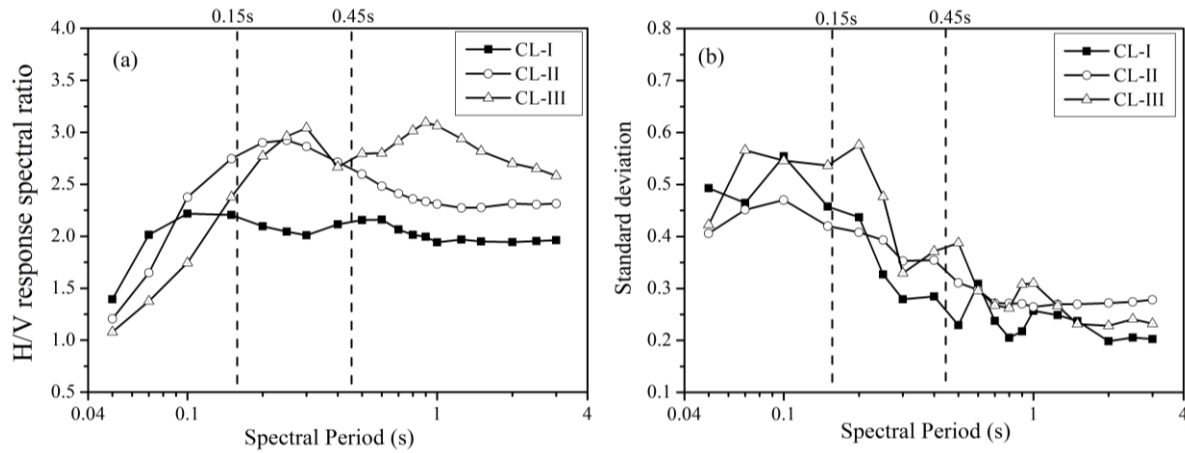 0.15s 0.45s
(a)
CL-I
CL-II
CL-III
H/V response spectral ratio
4.0
3.5
3.0
2.5
2.0
1.5
1.0
0.5
0.04 0.1 1 4
Spectral Period (s)
0.15s 0.45s
(b)
CL-I
CL-II
CL-III
Standard deviation
0.8
0.7
0.6
0.5
0.4
0.3
0.2
0.1
0.04 0.1 1 4
Spectral Period (s)